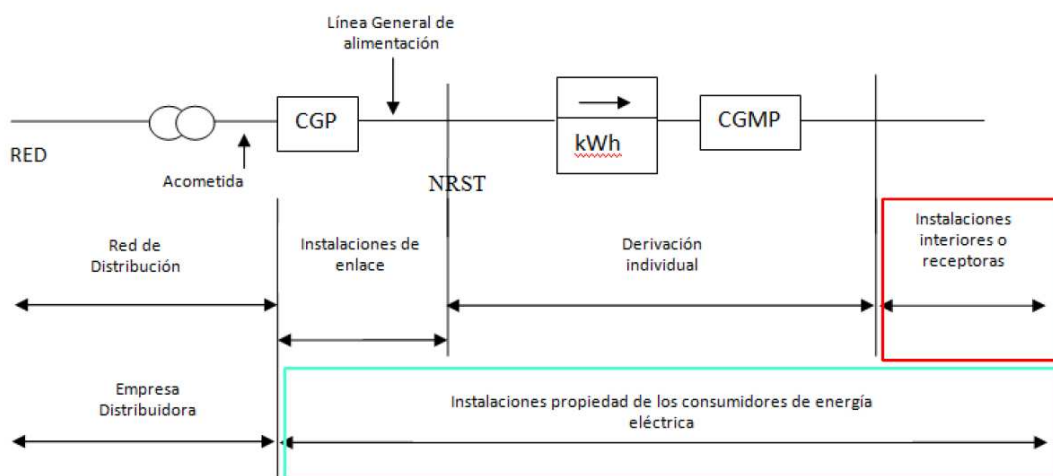 Línea General de
alimentación
CGP
kWh
CGMP
RED
Acometida
NRST
Red de
Distribución
Instalaciones de
enlace
Derivación
individual
Instalaciones
interiores o
receptoras
Empresa
Distribuidora
Instalaciones propiedad de los consumidores de energía
eléctrica